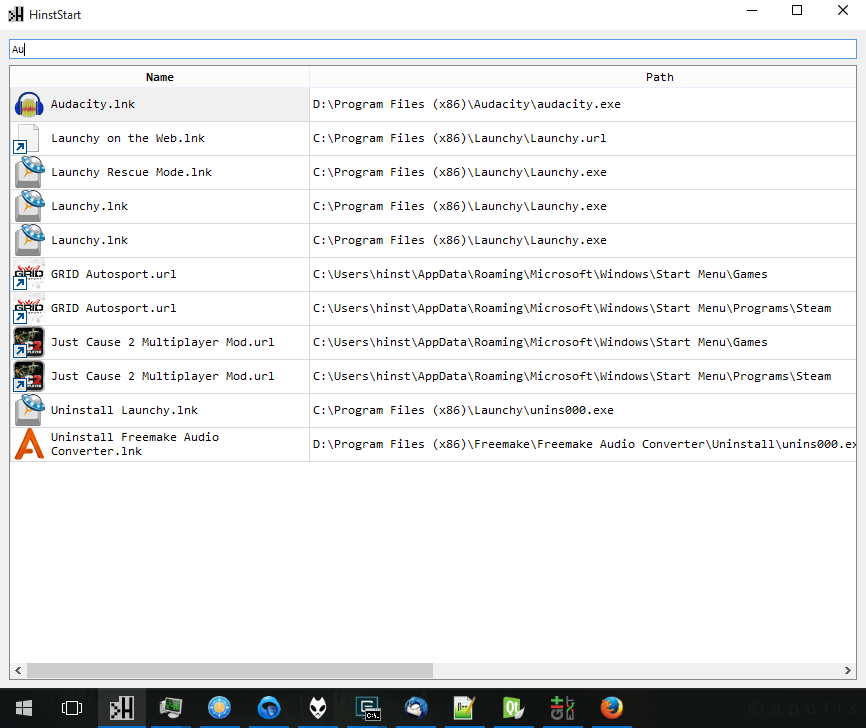 HinstStart
Au
Name Path
Audacity.lnk D:\Program Files (x86)\Audacity\audacity.exe
Launchy on the Web.lnk C:\Program Files (x86)\Launchy\Launchy.url
Launchy Rescue Mode.lnk C:\Program Files (x86)\Launchy\Launchy.exe
Launchy.lnk C:\Program Files (x86)\Launchy\Launchy.exe
Launchy.lnk C:\Program Files (x86)\Launchy\Launchy.exe
GRID Autosport.url C:\Users\hinst\AppData\Roaming\Microsoft\Windows\Start Menu\Games
GRID Autosport.url C:\Users\hinst\AppData\Roaming\Microsoft\Windows\Start Menu\Programs\Steam
Just Cause 2 Multiplayer Mod.url C:\Users\hinst\AppData\Roaming\Microsoft\Windows\Start Menu\Games
Just Cause 2 Multiplayer Mod.url C:\Users\hinst\AppData\Roaming\Microsoft\Windows\Start Menu\Programs\Steam
Uninstall Launchy.lnk C:\Program Files (x86)\Launchy\unins000.exe
Uninstall Freemake Audio
Converter.lnk D:\Program Files (x86)\Freemake\Freemake Audio Converter\Uninstall\unins000.ex